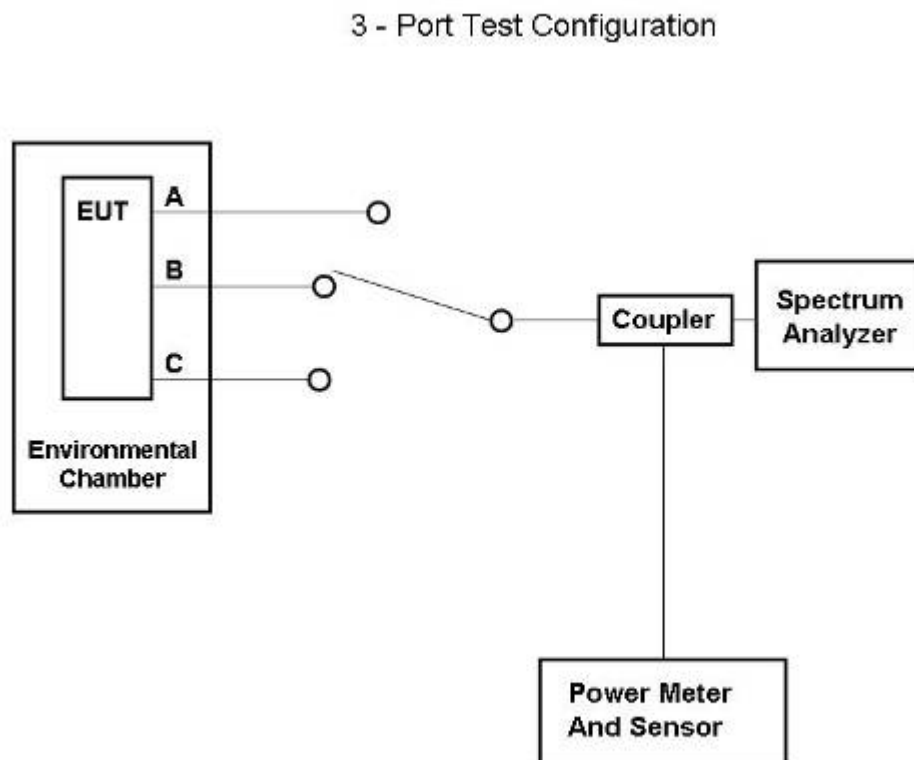 3 - Port Test Configuration
EUT
A
B
C
Environmental
Chamber
Coupler
Spectrum
Analyzer
Power Meter
And Sensor